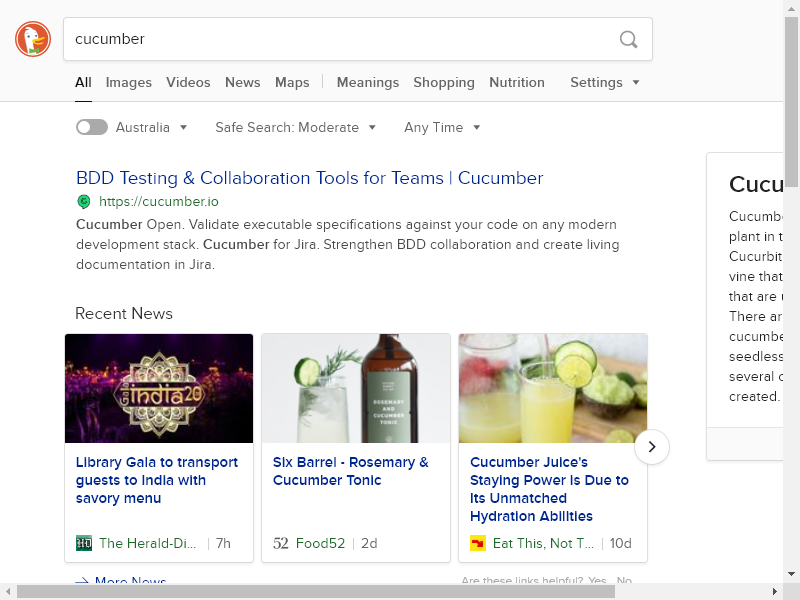 cucumber
All Images Videos News Maps Meanings Shopping Nutrition Settings
Australia Safe Search: Moderate Any Time
BDD Testing & Collaboration Tools for Teams | Cucumber
https://cucumber.io
Cucumber Open. Validate executable specifications against your code on any modern
development stack. Cucumber for Jira. Strengthen BDD collaboration and create living
documentation in Jira.
Recent News
india20
ROSEMARY
AND
CUCUMBER
TONIC
Library Gala to transport
guests to India with
savory menu
The Herald-Di... 7h
Six Barrel - Rosemary &
Cucumber Tonic
52 Food52 2d
Cucumber Juice's
Staying Power Is Due to
Its Unmatched
Hydration Abilities
Eat This, Not T... 10d
More News
Are these links helpful? Yes No
Cucu
Cucumbe
plant in t
Cucurbit
vine that
that are
There ar
cucumbe
seedless
several c
created.